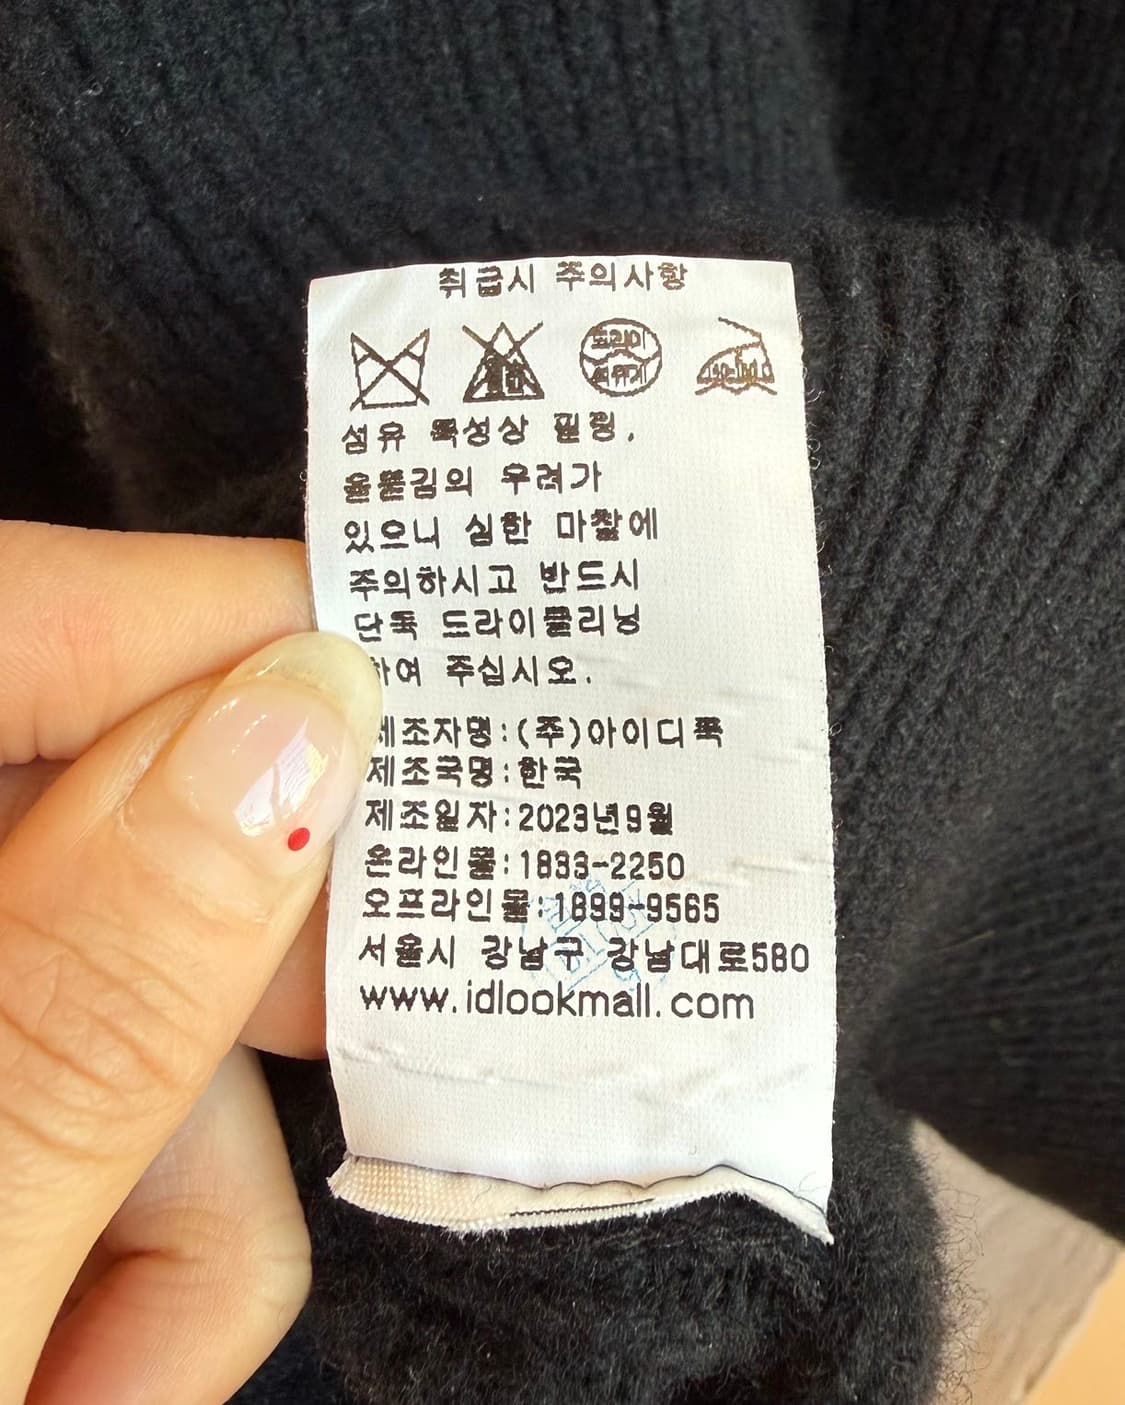 취급시 주의사항
드라이
섬유 특성상 필링,
올뜯김의 우려가
있으니 심한 마찰에
주의하시고 반드시
단독 드라이클리닝
하여 주십시오.
제조자명:(주)아이디룩
제조국명:한국
제조일자:2023년9월
온라인몰:1833-2250
오프라인몰:1899-9565
서울시 강남구 강남대로580
www.idlookmall.com